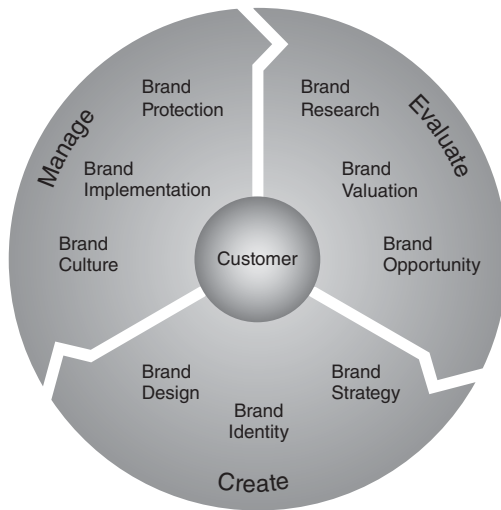 Evaluate
Brand
Research
Brand
Valuation
Brand
Opportunity
Create
Brand
Strategy
Brand
Identity
Brand
Design
Manage
Brand
Culture
Brand
Implementation
Brand
Protection
Customer